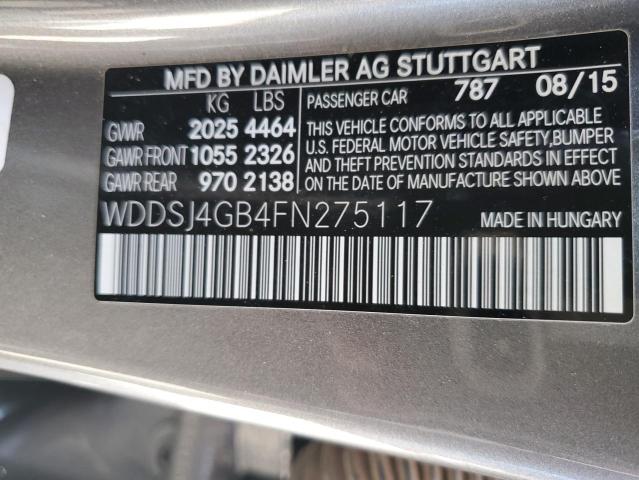 MFD BY DAIMLER AG STUTTGART
KG LBS
PASSENGER CAR 787 08/15
GVWR 2025 4464
GAWR FRONT 1055 2326
GAWR REAR 970 2138
THIS VEHICLE CONFORMS TO ALL APPLICABLE
U.S. FEDERAL MOTOR VEHICLE SAFETY,BUMPER
AND THEFT PREVENTION STANDARDS IN EFFECT
ON THE DATE OF MANUFACTURE SHOWN ABOVE
WDDSJ4GB4FN275117
MADE IN HUNGARY